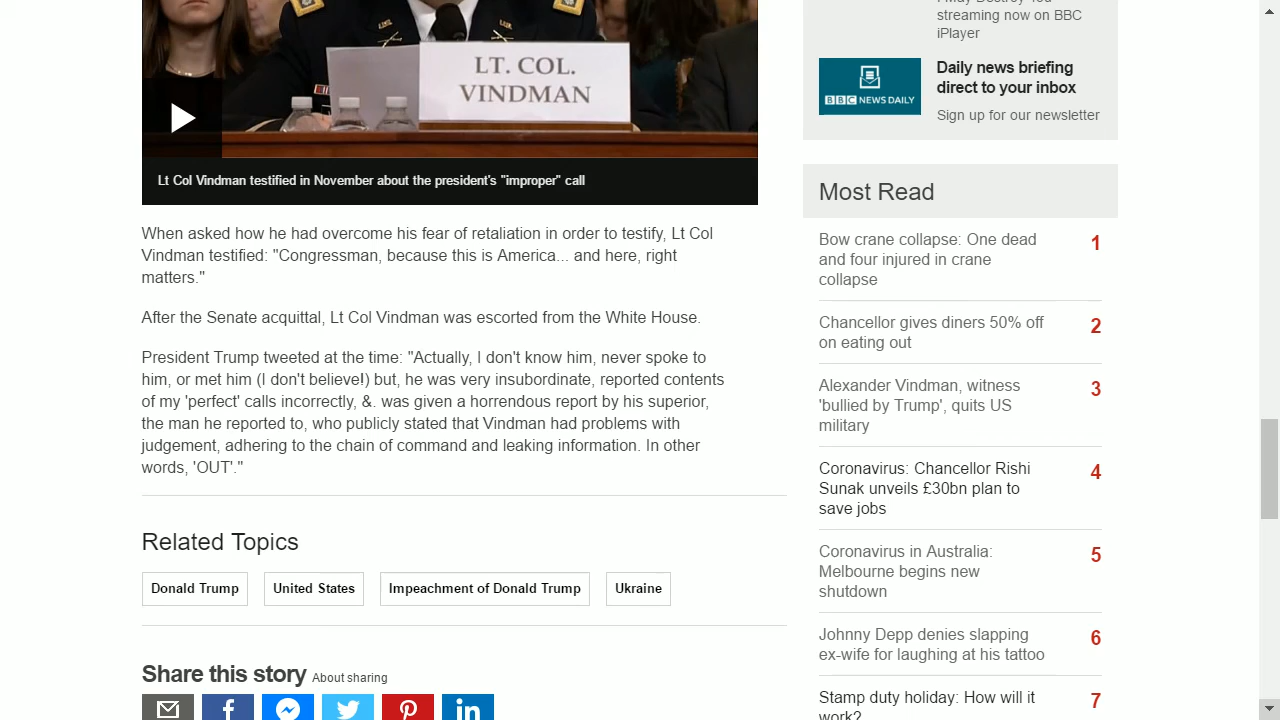 LT. COL.
VINDMAN
Lt Col Vindman testified in November about the president's "improper" call
When asked how he had overcome his fear of retaliation in order to testify, Lt Col
Vindman testified: "Congressman, because this is America... and here, right
matters."
After the Senate acquittal, Lt Col Vindman was escorted from the White House.
President Trump tweeted at the time: "Actually, I don't know him, never spoke to
him, or met him (I don't believe!) but, he was very insubordinate, reported contents
of my 'perfect' calls incorrectly, &. was given a horrendous report by his superior,
the man he reported to, who publicly stated that Vindman had problems with
judgement, adhering to the chain of command and leaking information. In other
words, 'OUT'."
Related Topics
Donald Trump
United States
Impeachment of Donald Trump
Ukraine
Share this story About sharing
streaming now on BBC
iPlayer
BBC NEWS DAILY
Daily news briefing
direct to your inbox
Sign up for our newsletter
Most Read
Bow crane collapse: One dead
and four injured in crane
collapse
1
Chancellor gives diners 50% off
on eating out
2
Alexander Vindman, witness
'bullied by Trump', quits US
military
3
Coronavirus: Chancellor Rishi
Sunak unveils £30bn plan to
save jobs
4
Coronavirus in Australia:
Melbourne begins new
shutdown
5
Johnny Depp denies slapping
ex-wife for laughing at his tattoo
6
Stamp duty holiday: How will it
work?
7